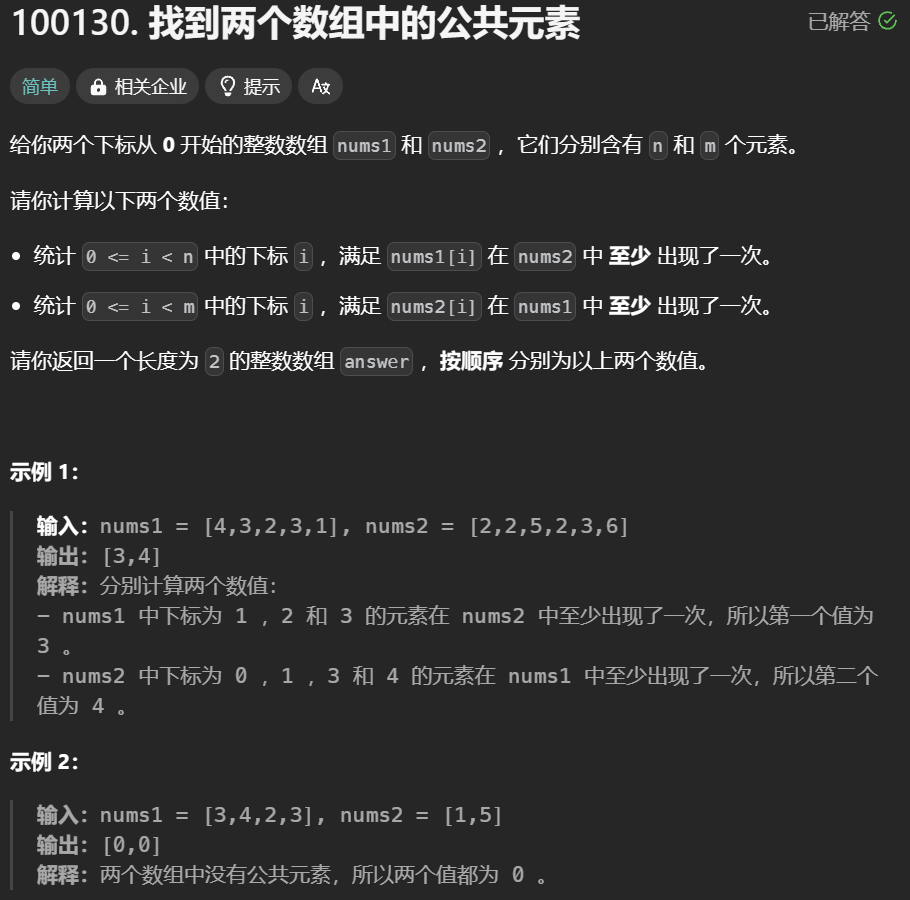 100130. 找到两个数组中的公共元素
已解答
简单
相关企业
提示
给你两个下标从 0 开始的整数数组 nums1 和 nums2 ，它们分别含有 n 和 m 个元素。
请你计算以下两个数值：
• 统计 0 <= i < n 中的下标 i ，满足 nums1[i] 在 nums2 中 至少 出现了一次。
• 统计 0 <= i < m 中的下标 i ，满足 nums2[i] 在 nums1 中 至少 出现了一次。
请你返回一个长度为 2 的整数数组 answer ，按顺序 分别为以上两个数值。
示例 1：
输入：nums1 = [4,3,2,3,1], nums2 = [2,2,5,2,3,6]
输出：[3,4]
解释：分别计算两个数值：
- nums1 中下标为 1 ，2 和 3 的元素在 nums2 中至少出现了一次，所以第一个值为
3 。
- nums2 中下标为 0 ，1 ，3 和 4 的元素在 nums1 中至少出现了一次，所以第二个
值为 4 。
示例 2：
输入：nums1 = [3,4,2,3], nums2 = [1,5]
输出：[0,0]
解释：两个数组中没有公共元素，所以两个值都为 0 。